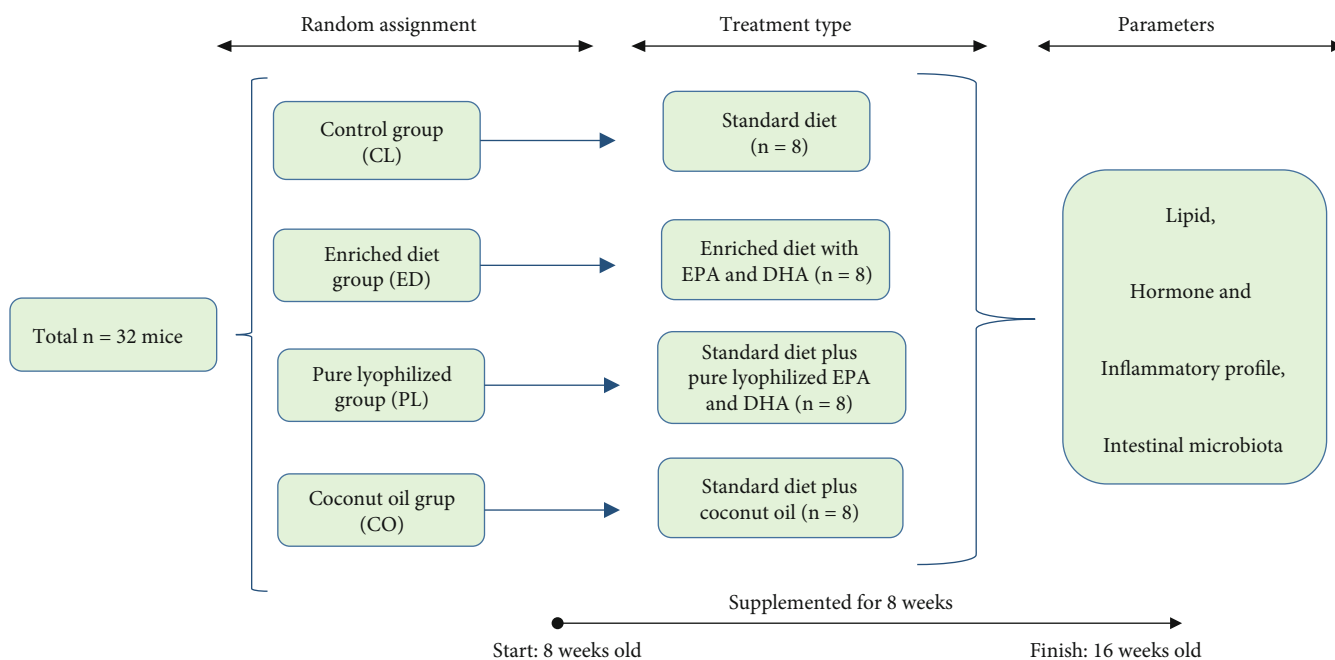 Random assignment
Treatment type
Parameters
Total n = 32 mice
Control group
(CL)
Standard diet
(n = 8)
Enriched diet
group (ED)
Enriched diet with
EPA and DHA (n = 8)
Pure lyophilized
group (PL)
Standard diet plus
pure lyophilized EPA
and DHA (n = 8)
Coconut oil grup
(CO)
Standard diet plus
coconut oil (n = 8)
Lipid,
Hormone and
Inflammatory profile,
Intestinal microbiota
Supplemented for 8 weeks
Start: 8 weeks old
Finish: 16 weeks old